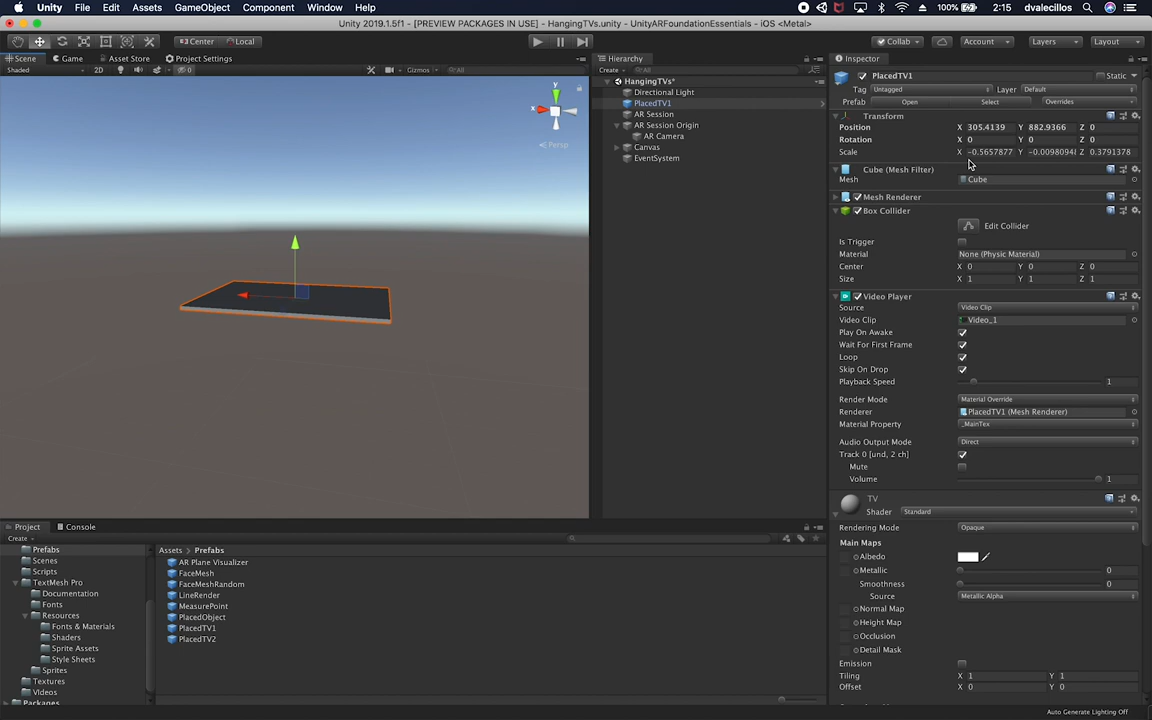 Unity File Edit Assets GameObject Component Window Help 100% 2:15 dvalecillos
Unity 2019.1.5f1 - [PREVIEW PACKAGES IN USE] - HangingTVs.unity - UnityARFoundationEssentials - iOS <Metal>
Center Local Collab Account Layers Layout
Scene Game Asset Store Project Settings
Shaded 2D 0 Gizmos All
y
x
Persp
Hierarchy
Create All
HangingTVs*
Directional Light
PlacedTV1
AR Session
AR Session Origin
AR Camera
Canvas
EventSystem
Inspector
PlacedTV1 Static
Tag Untagged Layer Default
Prefab Open Select Overrides
Transform
Position X 305.4139 Y 882.9366 Z 0
Rotation X 0 Y 0 Z 0
Scale X -0.5657877 Y -0.0098094 Z 0.3791378
Cube (Mesh Filter)
Mesh Cube
Mesh Renderer
Box Collider
Edit Collider
Is Trigger
Material None (Physic Material)
Center X 0 Y 0 Z 0
Size X 1 Y 1 Z 1
Video Player
Source Video Clip
Video Clip Video_1
Play On Awake
Wait For First Frame
Loop
Skip On Drop
Playback Speed 1
Render Mode Material Override
Renderer PlacedTV1 (Mesh Renderer)
Material Property _MainTex
Audio Output Mode Direct
Track 0 [und, 2 ch]
Mute
Volume 1
TV
Shader Standard
Rendering Mode Opaque
Main Maps
Albedo
Metallic 0
Smoothness 0
Source Metallic Alpha
Normal Map
Height Map
Occlusion
Detail Mask
Emission
Tiling X 1 Y 1
Offset X 0 Y 0
Auto Generate Lighting Off
Project Console
Create
Prefabs
Scenes
Scripts
TextMesh Pro
Documentation
Fonts
Resources
Fonts & Materials
Shaders
Sprite Assets
Style Sheets
Sprites
Textures
Videos
Packages
Assets Prefabs
AR Plane Visualizer
FaceMesh
FaceMeshRandom
LineRender
MeasurePoint
PlacedObject
PlacedTV1
PlacedTV2